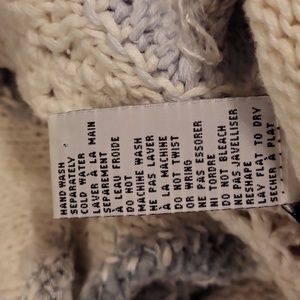 HAND WASH
SEPARATELY
COLD WATER
LAVER À LA MAIN
SEPAREMENT
À LEAU FROIDE
DO NOT
MACHINE WASH
NE PAS LAVER
À LA MACHINE
DO NOT TWIST
OR WRING
NE PAS ESSORER
NI TORDRE
DO NOT BLEACH
NE PAS JAVELLISER
RESHAPE
LAY FLAT TO DRY
SECHER À PLAT